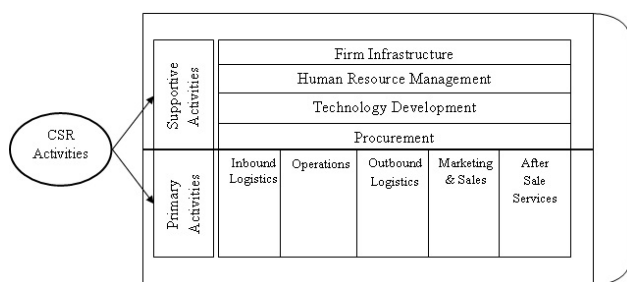 CSR
Activities
Supportive
Activities
Firm Infrastructure
Human Resource Management
Technology Development
Procurement
Primary
Activities
Inbound
Logistics
Operations
Outbound
Logistics
Marketing
& Sales
After
Sale
Services